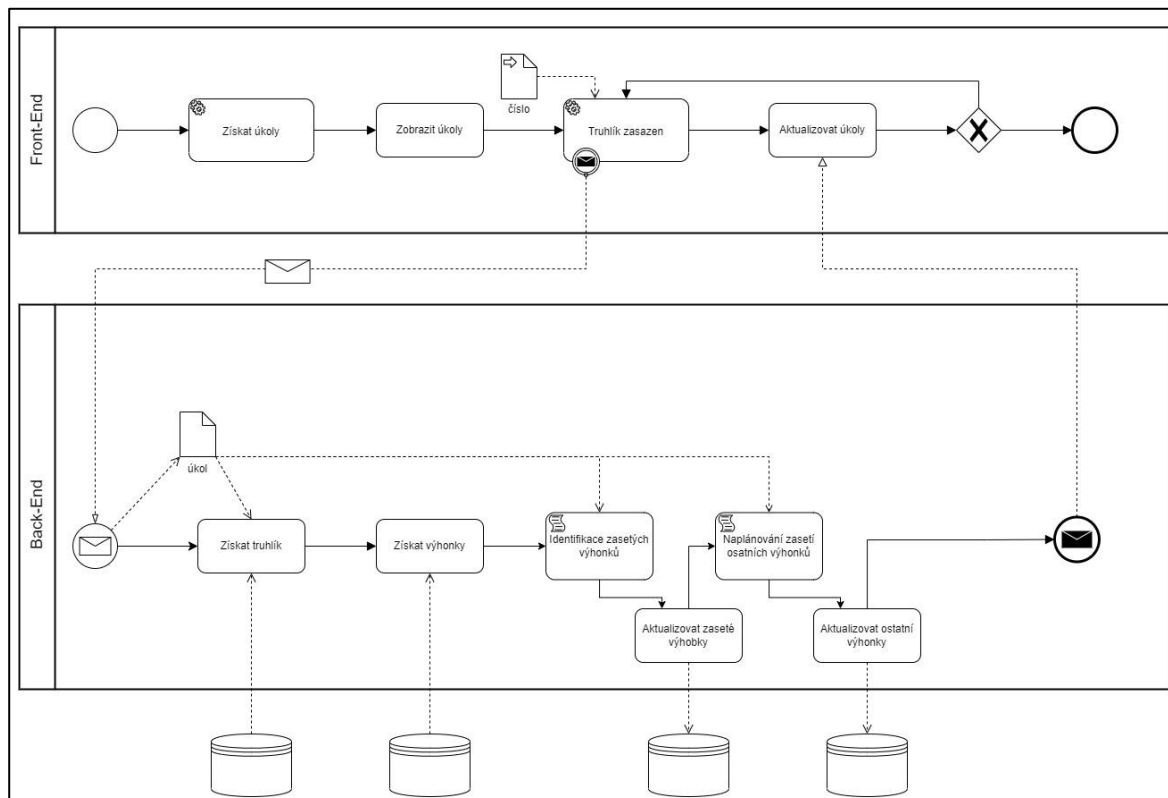 Front-End
číslo
Získat úkoly
Zobrazit úkoly
Truhlík zasazen
Aktualizovat úkoly
Back-End
úkol
Získat truhlík
Získat výhonky
Identifikace zasetých
výhonků
Naplánování zasetí
osatních výhonků
Aktualizovat zaseté
výhobky
Aktualizovat ostatní
výhonky